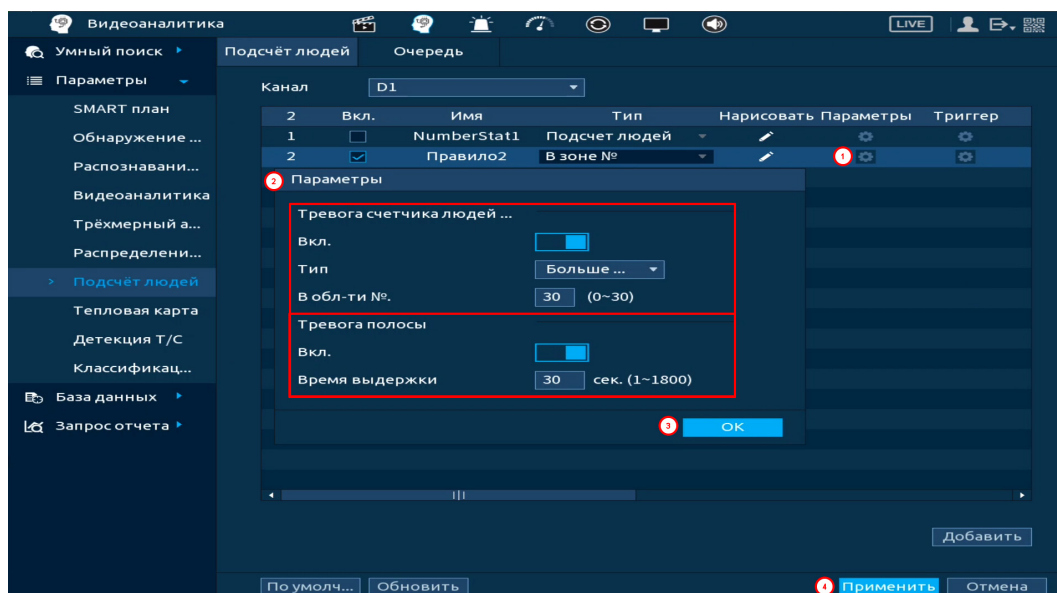 Видеоаналитика LIVE
Умный поиск Подсчёт людей Очередь
Параметры Канал D1
SMART план
2 Вкл. Имя Тип Нарисовать Параметры Триггер
Обнаружение ... 1 NumberStat1 Подсчет людей
2 Правило2 В зоне № 1
Распознавани...
2 Параметры
Видеоаналитика
Тревога счетчика людей ...
Трёхмерный а...
Вкл.
Распределени...
Тип Больше ...
Подсчёт людей
В обл-ти №. 30 (0~30)
Тепловая карта
Тревога полосы
Детекция Т/С
Вкл.
Классификац...
Время выдержки 30 сек. (1~1800)
База данных
Запрос отчета 3 OK
Добавить
По умолч... Обновить 4 Применить Отмена